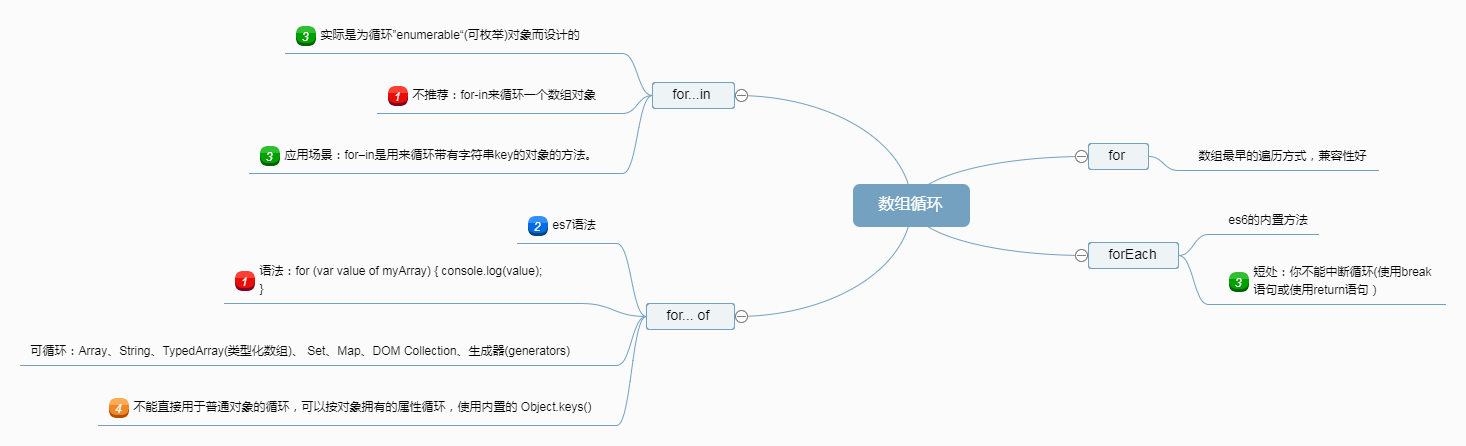 数组循环
for...in
3 实际是为循环”enumerable“(可枚举)对象而设计的
1 不推荐：for-in来循环一个数组对象
3 应用场景：for–in是用来循环带有字符串key的对象的方法。
for... of
2 es7语法
1 语法：for (var value of myArray) { console.log(value);
}
可循环：Array、String、TypedArray(类型化数组)、 Set、Map、DOM Collection、生成器(generators)
4 不能直接用于普通对象的循环，可以按对象拥有的属性循环，使用内置的 Object.keys()
for
数组最早的遍历方式，兼容性好
forEach
es6的内置方法
3 短处：你不能中断循环(使用break
语句或使用return语句）